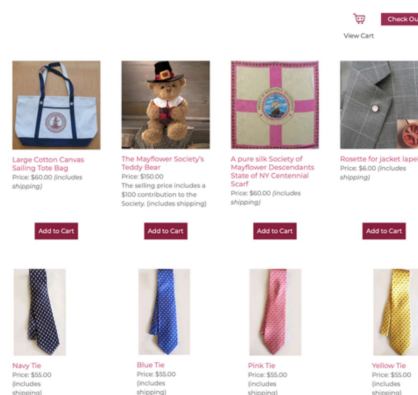 Check Ou
View Cart
Large Cotton Canvas
Sailing Tote Bag
Price: $60.00 (includes
shipping)
The Mayflower Society's
Teddy Bear
Price: $150.00
The selling price includes a
$100 contribution to the
Society. (includes shipping)
A pure silk Society of
Mayflower Descendants
State of NY Centennial
Scarf
Price: $60.00 (includes
shipping)
Rosette for jacket lapel
Price: $6.00 (includes
shipping)
Add to Cart
Add to Cart
Add to Cart
Add to Cart
Navy Tie
Price: $55.00
(includes
shipping)
Blue Tie
Price: $55.00
(includes
shipping)
Pink Tie
Price: $55.00
(includes
shipping)
Yellow Tie
Price: $55.00
(includes
shipping)